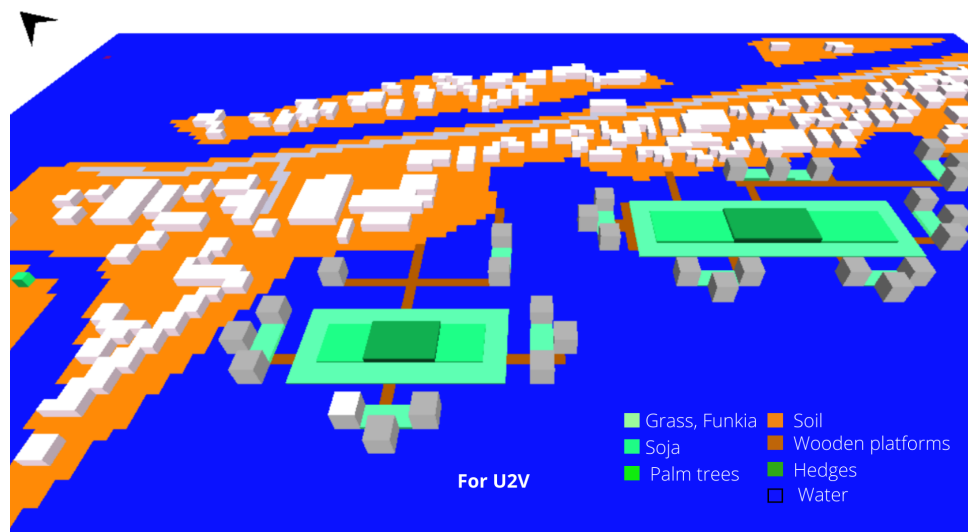 Grass, Funkia
Soja
Palm trees
Soil
Wooden platforms
Hedges
Water
For U2V